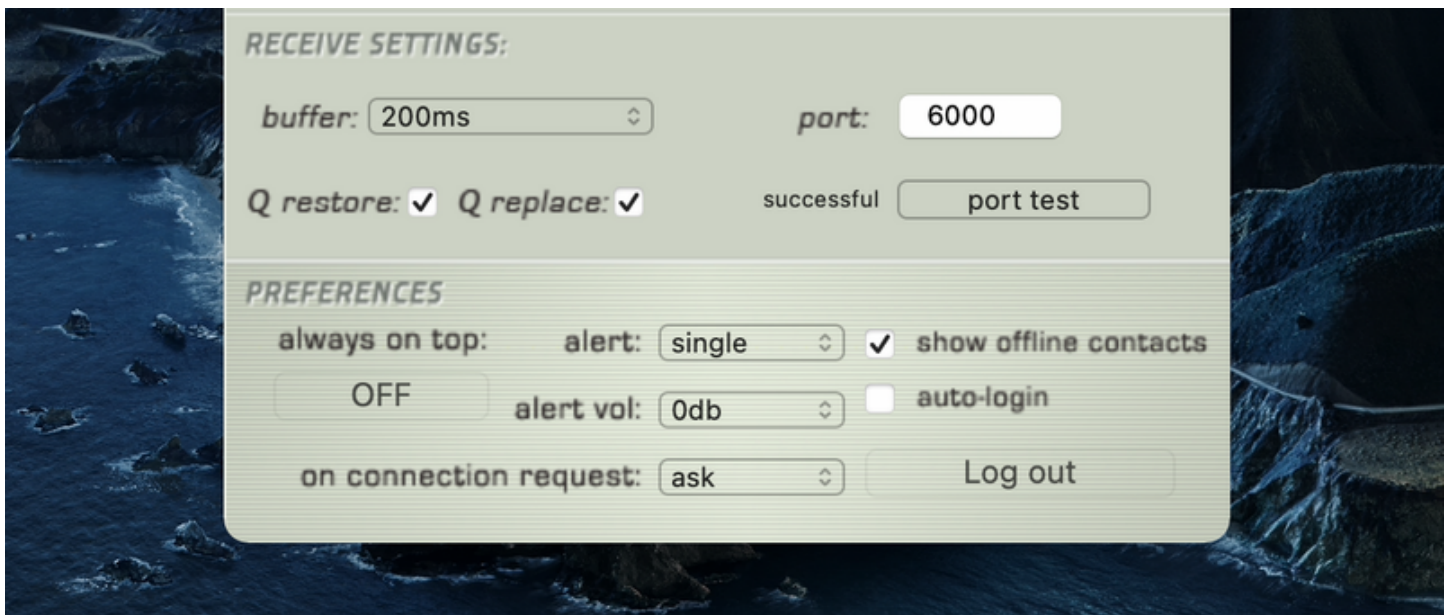 RECEIVE SETTINGS:
buffer: 200ms port: 6000
Q restore: Q replace: successful port test
PREFERENCES
always on top: alert: single show offline contacts
OFF alert vol: 0db auto-login
on connection request: ask Log out